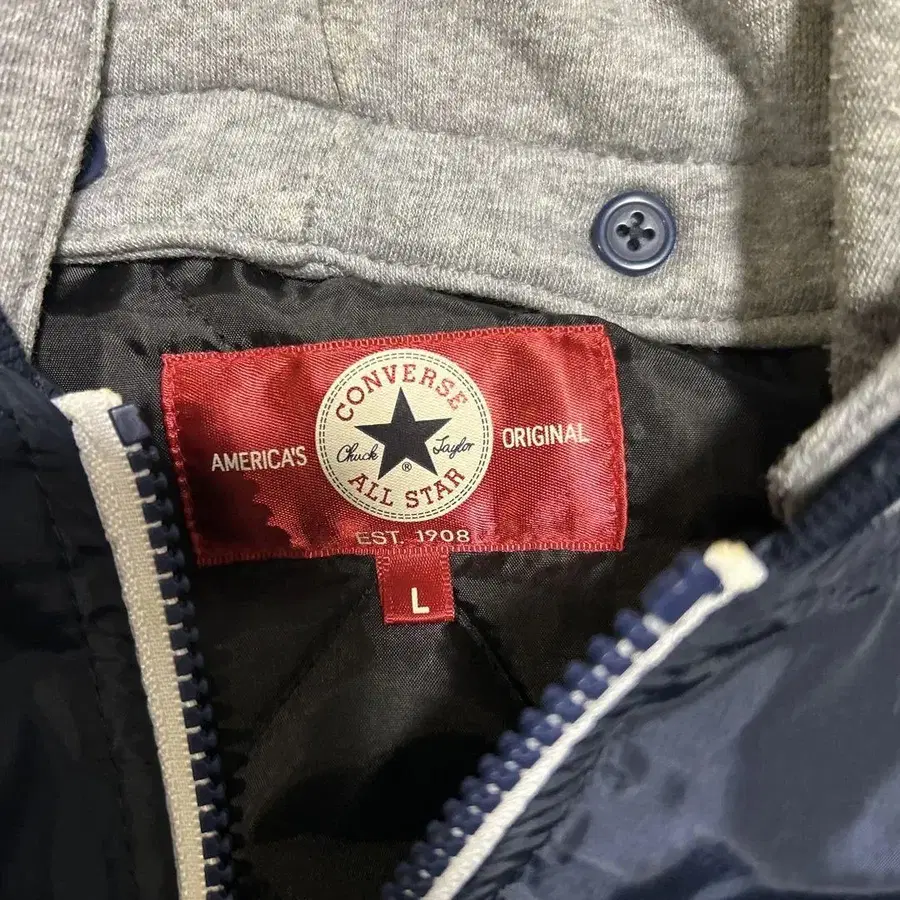 CONVERSE
AMERICA'S Chuck Taylor ORIGINAL
®
ALL STAR
EST. 1908
L